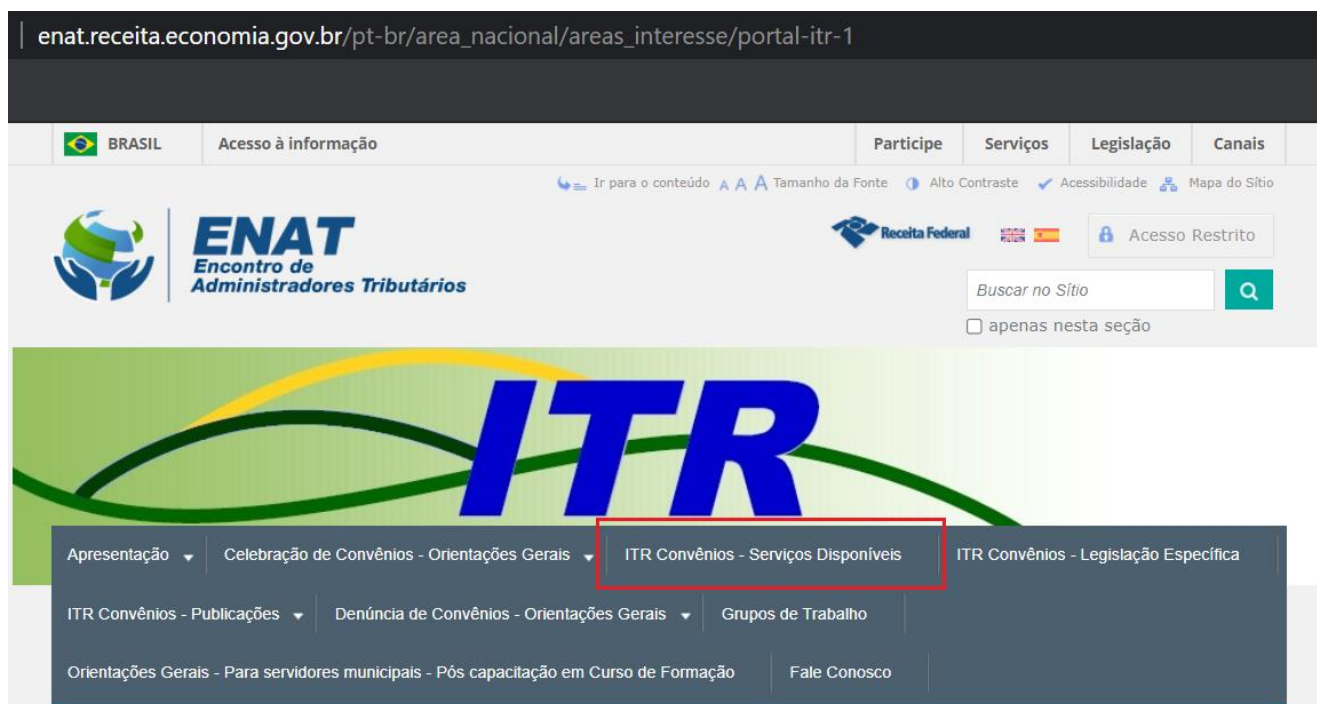 enat.receita.economia.gov.br/pt-br/area_nacional/areas_interesse/portal-itr-1
BRASIL Acesso à informação Participe Serviços Legislação Canais
Ir para o conteúdo A A A Tamanho da Fonte Alto Contraste Acessibilidade Mapa do Sítio
ENAT
Encontro de
Administradores Tributários
Receita Federal
Acesso Restrito
Buscar no Sítio
apenas nesta seção
ITR
Apresentação Celebração de Convênios - Orientações Gerais ITR Convênios - Serviços Disponíveis ITR Convênios - Legislação Específica
ITR Convênios - Publicações Denúncia de Convênios - Orientações Gerais Grupos de Trabalho
Orientações Gerais - Para servidores municipais - Pós capacitação em Curso de Formação Fale Conosco